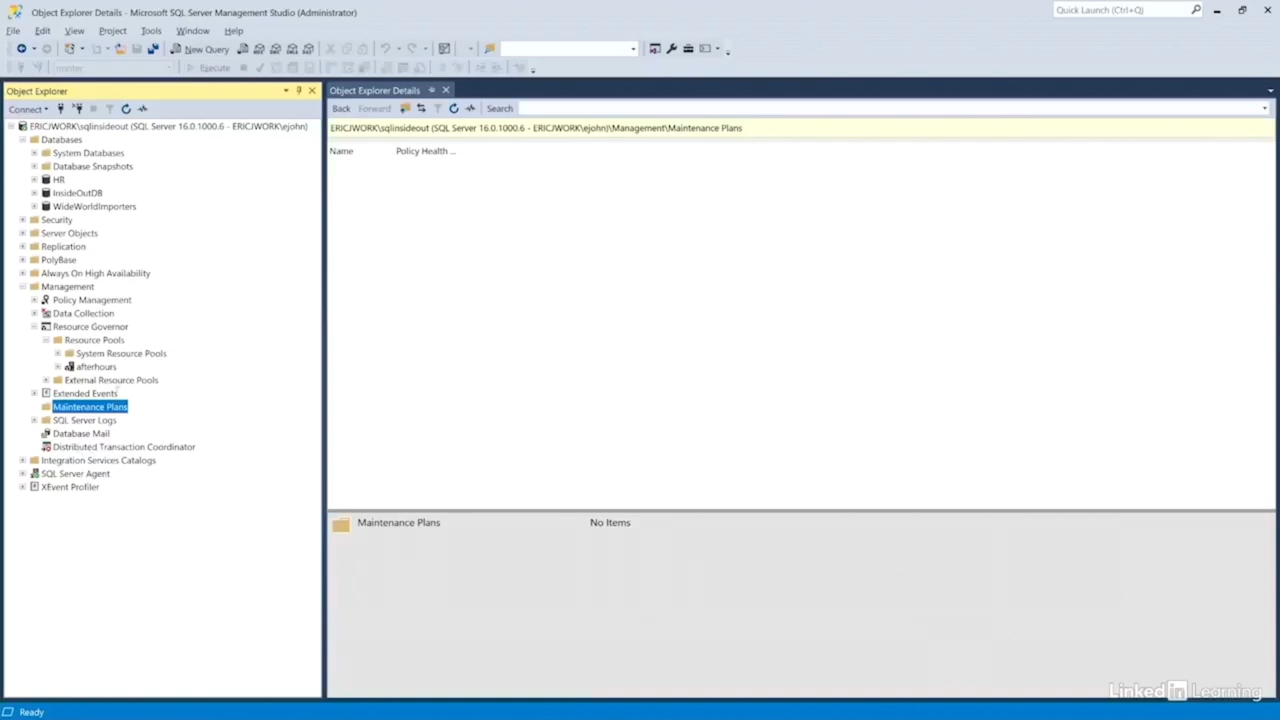 Object Explorer Details - Microsoft SQL Server Management Studio (Administrator)
Quick Launch (Ctrl+Q)
File Edit View Project Tools Window Help
New Query
master
Execute
Object Explorer
Object Explorer Details
Connect
Back Forward Search
ERICJWORK\sqlinsideout (SQL Server 16.0.1000.6 - ERICJWORK\ejohn)
ERICJWORK\sqlinsideout (SQL Server 16.0.1000.6 - ERICJWORK\ejohn)\Management\Maintenance Plans
Name Policy Health ...
Databases
System Databases
Database Snapshots
HR
InsideOutDB
WideWorldImporters
Security
Server Objects
Replication
PolyBase
Always On High Availability
Management
Policy Management
Data Collection
Resource Governor
Resource Pools
System Resource Pools
afterhours
External Resource Pools
Extended Events
Maintenance Plans
SQL Server Logs
Database Mail
Distributed Transaction Coordinator
Integration Services Catalogs
SQL Server Agent
XEvent Profiler
Maintenance Plans No Items
LinkedIn Learning
Ready